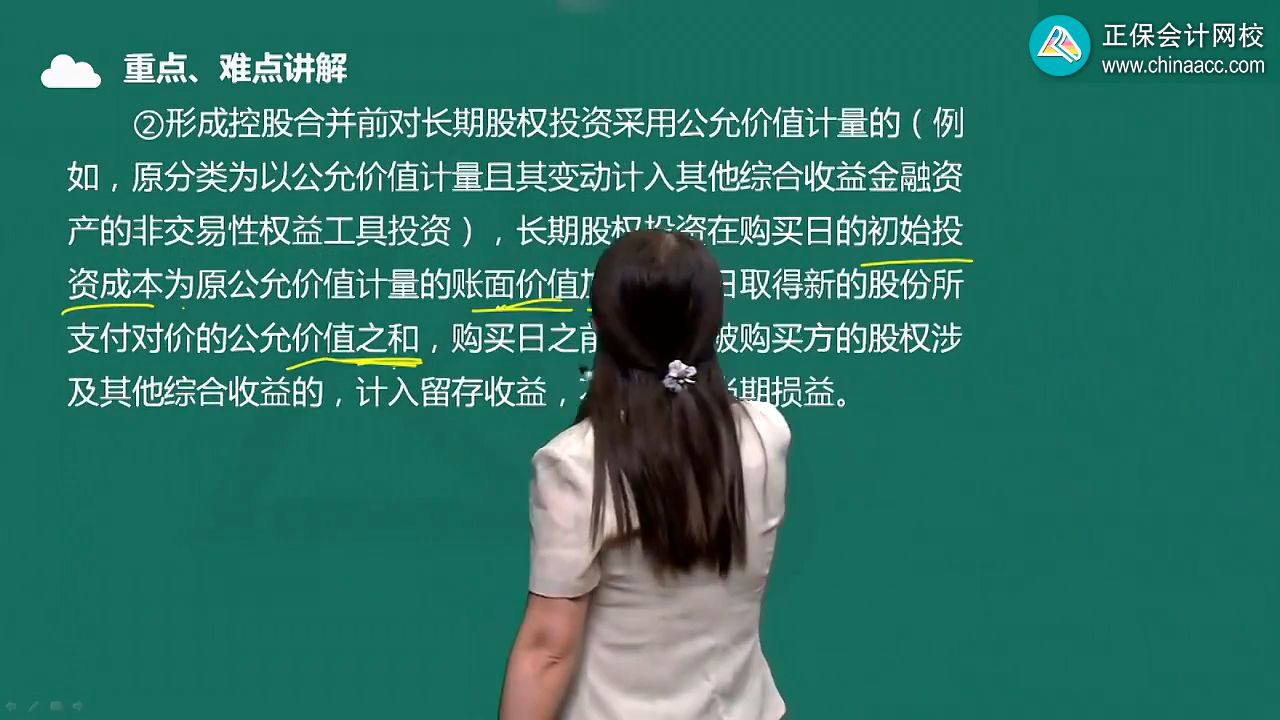 正保会计网校
www.chinaacc.com
重点、难点讲解
②形成控股合并前对长期股权投资采用公允价值计量的（例
如，原分类为以公允价值计量且其变动计入其他综合收益金融资
产的非交易性权益工具投资），长期股权投资在购买日的初始投
资成本为原公允价值计量的账面价值 日取得新的股份所
支付对价的公允价值之和，购买日之前 被购买方的股权涉
及其他综合收益的，计入留存收益， 当期损益。